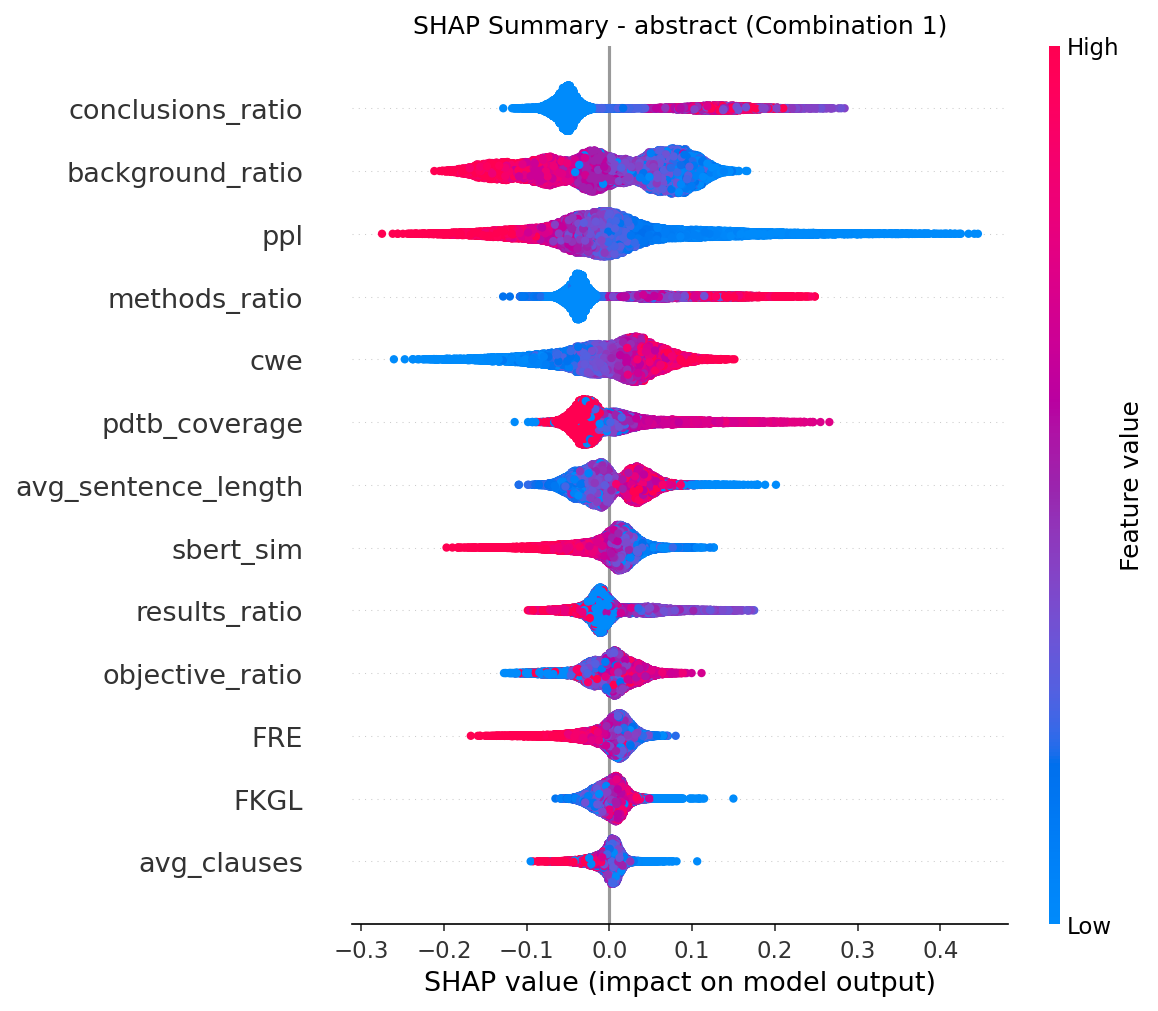 SHAP Summary - abstract (Combination 1)
High
conclusions_ratio
background_ratio
ppl
methods_ratio
cwe
pdtb_coverage
avg_sentence_length
sbert_sim
results_ratio
objective_ratio
FRE
FKGL
avg_clauses
Feature value
Low
−0.3 −0.2 −0.1 0.0 0.1 0.2 0.3 0.4
SHAP value (impact on model output)